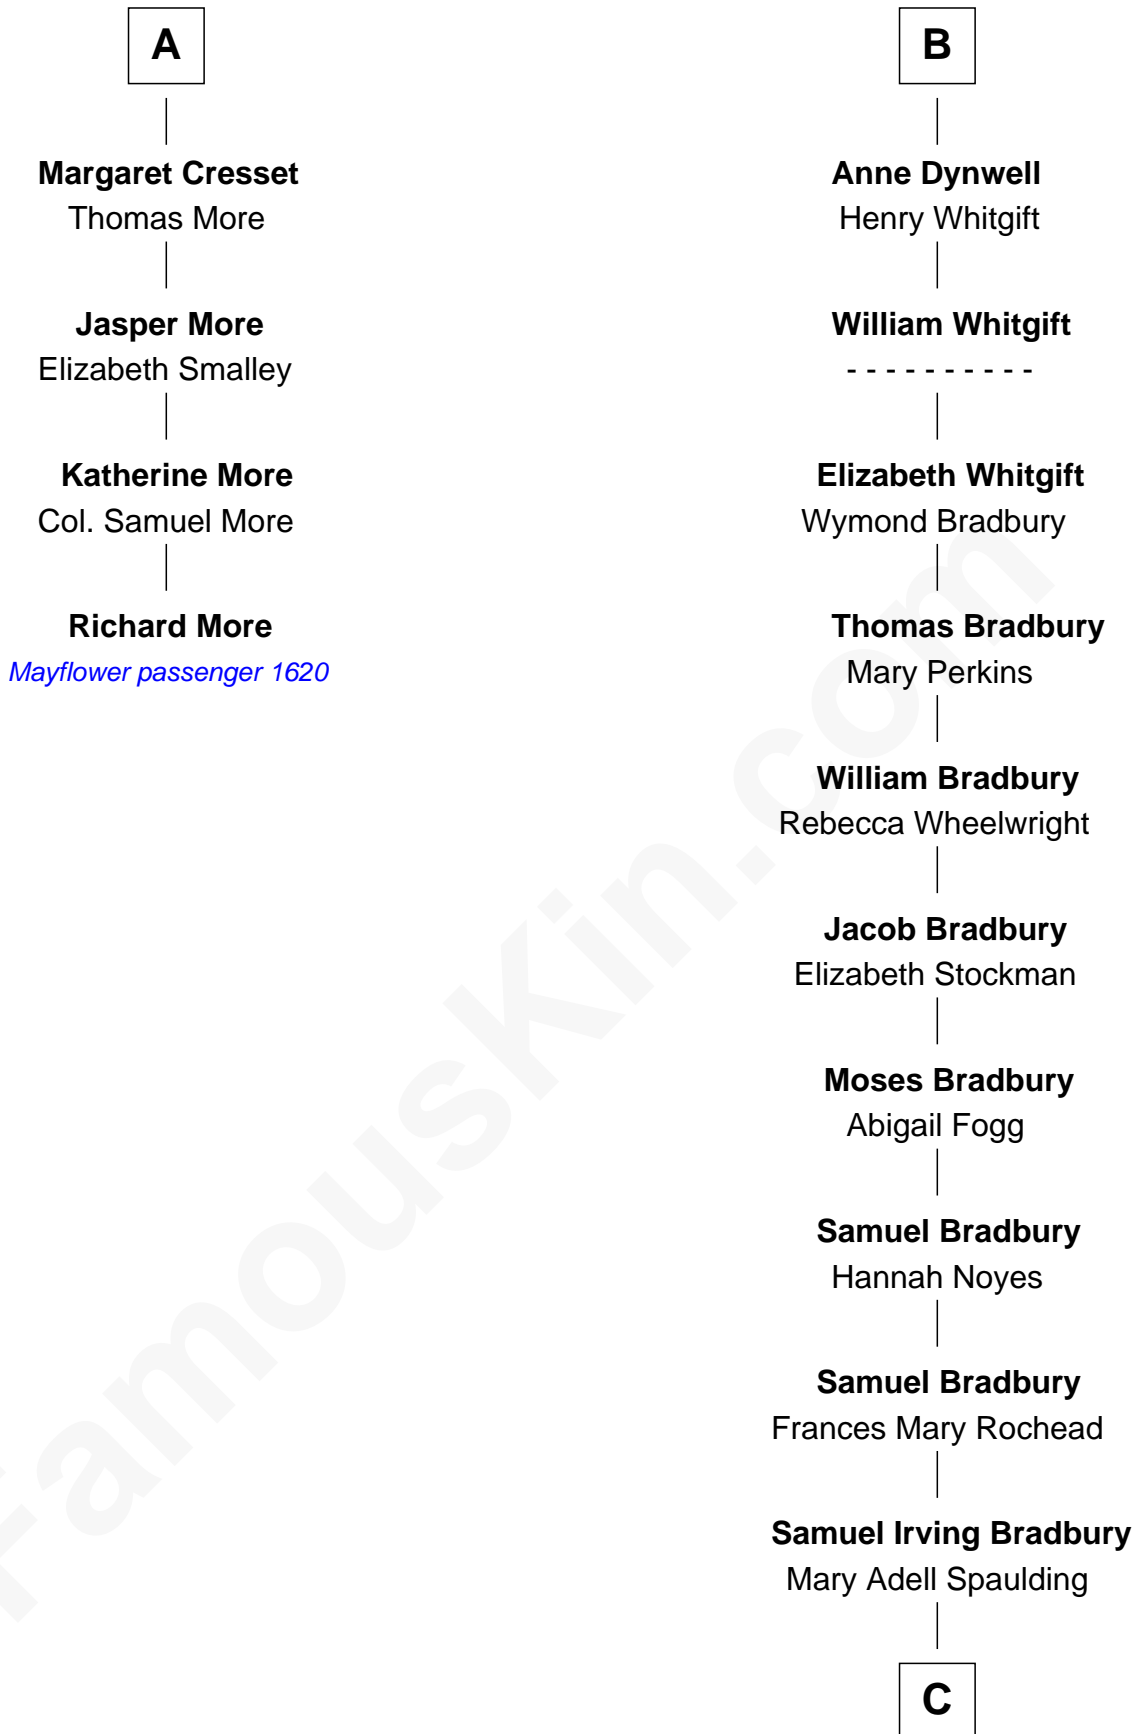 A
Margaret Cresset
Thomas More
Jasper More
Elizabeth Smalley
Katherine More
Col. Samuel More
Richard More
Mayflower passenger 1620
B
Anne Dynwell
Henry Whitgift
William Whitgift
- - - - - - - - - -
Elizabeth Whitgift
Wymond Bradbury
Thomas Bradbury
Mary Perkins
William Bradbury
Rebecca Wheelwright
Jacob Bradbury
Elizabeth Stockman
Moses Bradbury
Abigail Fogg
Samuel Bradbury
Hannah Noyes
Samuel Bradbury
Frances Mary Rochead
Samuel Irving Bradbury
Mary Adell Spaulding
C
FamousKin.com